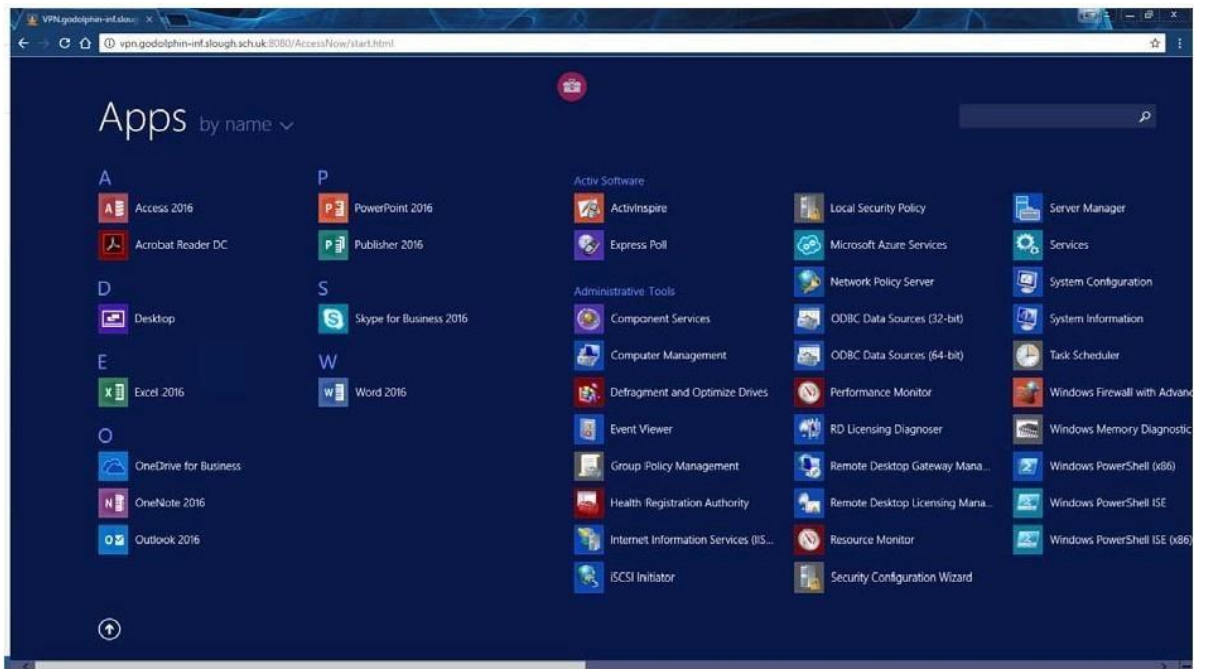 VPN.godolphin-inf.sloug
vpn.godolphin-inf.slough.sch.uk:8080/AccessNow/start.html
Apps by name
A
Access 2016
Acrobat Reader DC
D
Desktop
E
Excel 2016
O
OneDrive for Business
OneNote 2016
Outlook 2016
P
PowerPoint 2016
Publisher 2016
S
Skype for Business 2016
W
Word 2016
Activ Software
ActivInspire
Express Poll
Administrative Tools
Component Services
Computer Management
Defragment and Optimize Drives
Event Viewer
Group Policy Management
Health Registration Authority
Internet Information Services (IIS...
iSCSI Initiator
Local Security Policy
Microsoft Azure Services
Network Policy Server
ODBC Data Sources (32-bit)
ODBC Data Sources (64-bit)
Performance Monitor
RD Licensing Diagnoser
Remote Desktop Gateway Mana...
Remote Desktop Licensing Mana...
Resource Monitor
Security Configuration Wizard
Server Manager
Services
System Configuration
System Information
Task Scheduler
Windows Firewall with Advanc
Windows Memory Diagnostic
Windows PowerShell (x86)
Windows PowerShell ISE
Windows PowerShell ISE (x86)